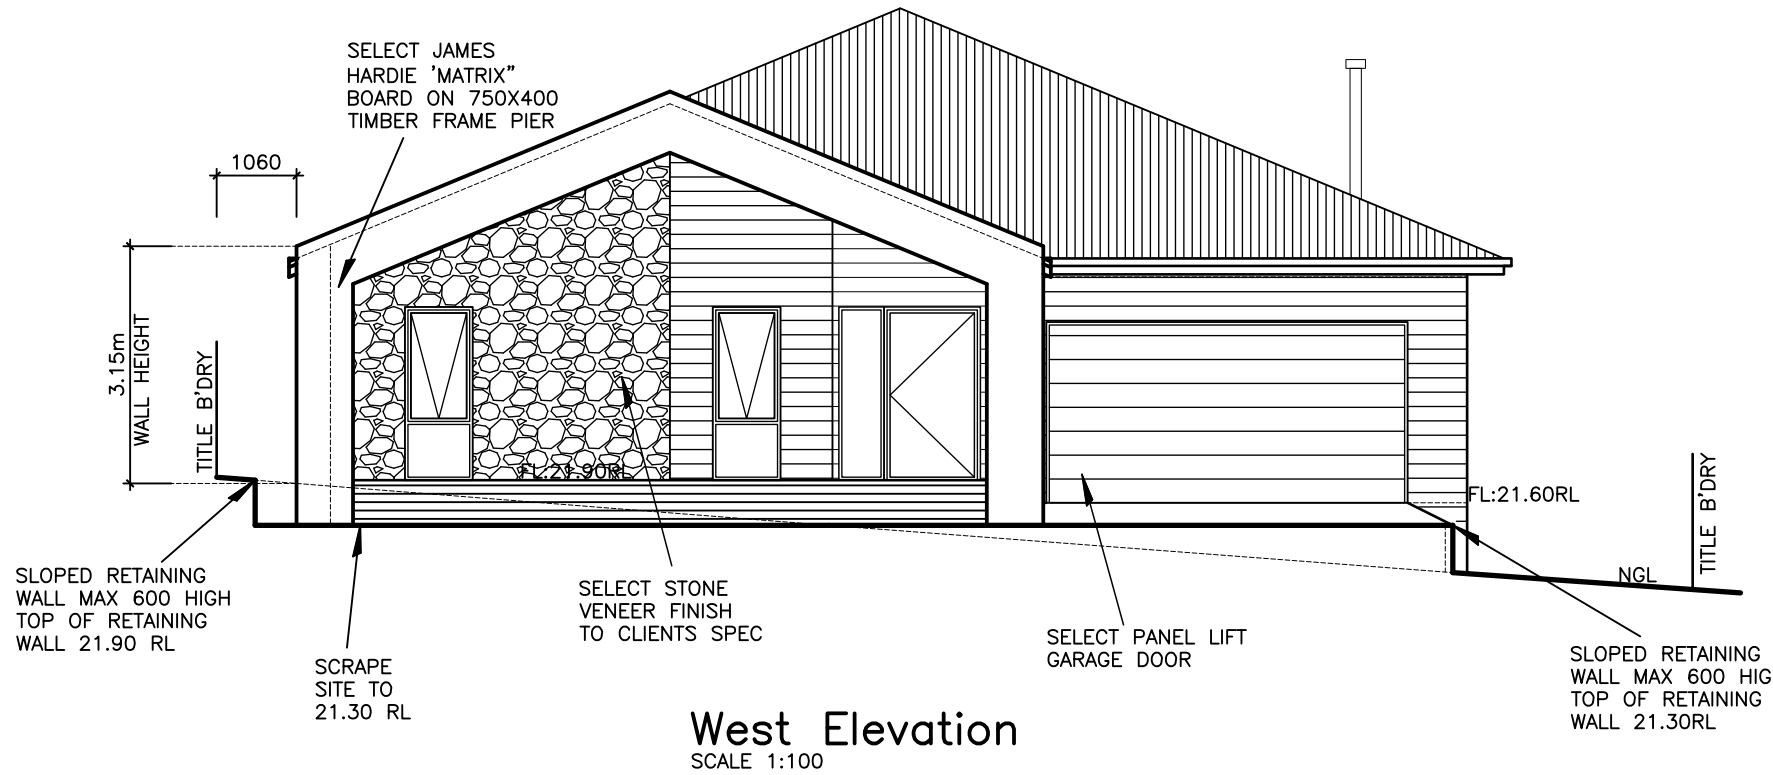 SELECT JAMES
HARDIE 'MATRIX"
BOARD ON 750X400
TIMBER FRAME PIER
1060
3.15m
WALL HEIGHT
TITLE B'DRY
FL:21.90RL
FL:21.60RL
TITLE B'DRY
NGL
SLOPED RETAINING
WALL MAX 600 HIGH
TOP OF RETAINING
WALL 21.90 RL
SCRAPE
SITE TO
21.30 RL
SELECT STONE
VENEER FINISH
TO CLIENTS SPEC
SELECT PANEL LIFT
GARAGE DOOR
SLOPED RETAINING
WALL MAX 600 HIG
TOP OF RETAINING
WALL 21.30RL
West Elevation
SCALE 1:100